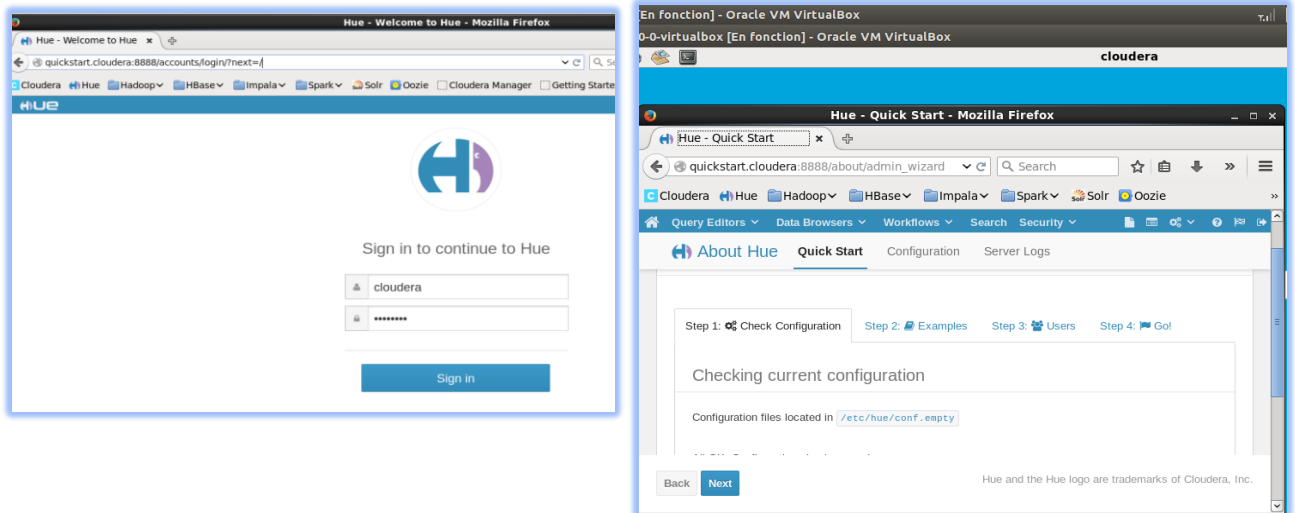 Hue - Welcome to Hue - Mozilla Firefox
Hue - Welcome to Hue
quickstart.cloudera:8888/accounts/login/?next=/
Cloudera Hue Hadoop HBase Impala Spark Solr Oozie Cloudera Manager Getting Starte
HUE
Sign in to continue to Hue
cloudera
••••••••
Sign in
[En fonction] - Oracle VM VirtualBox
0-0-virtualbox [En fonction] - Oracle VM VirtualBox
cloudera
Hue - Quick Start - Mozilla Firefox
Hue - Quick Start
quickstart.cloudera:8888/about/admin_wizard Search
Cloudera Hue Hadoop HBase Impala Spark Solr Oozie »
Query Editors Data Browsers Workflows Search Security
About Hue Quick Start Configuration Server Logs
Step 1: Check Configuration Step 2: Examples Step 3: Users Step 4: Go!
Checking current configuration
Configuration files located in /etc/hue/conf.empty
Back Next Hue and the Hue logo are trademarks of Cloudera, Inc.